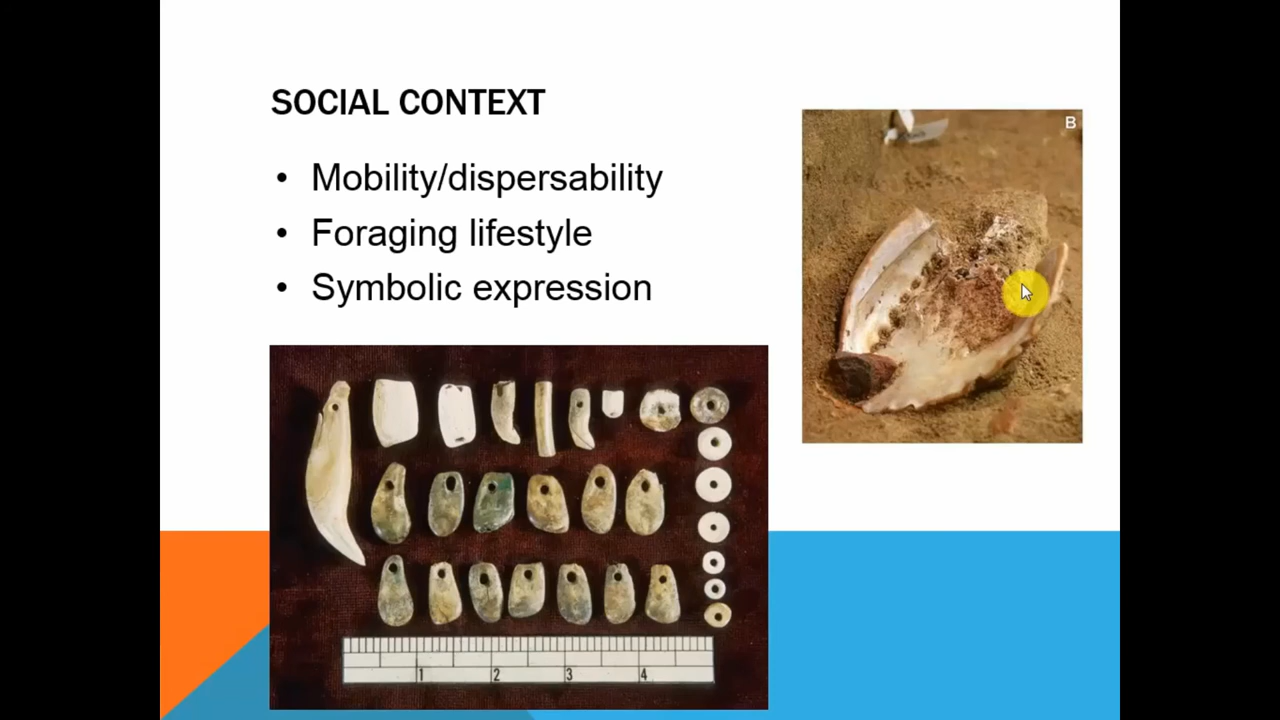 SOCIAL CONTEXT
• Mobility/dispersability
• Foraging lifestyle
• Symbolic expression
B
1 2 3 4